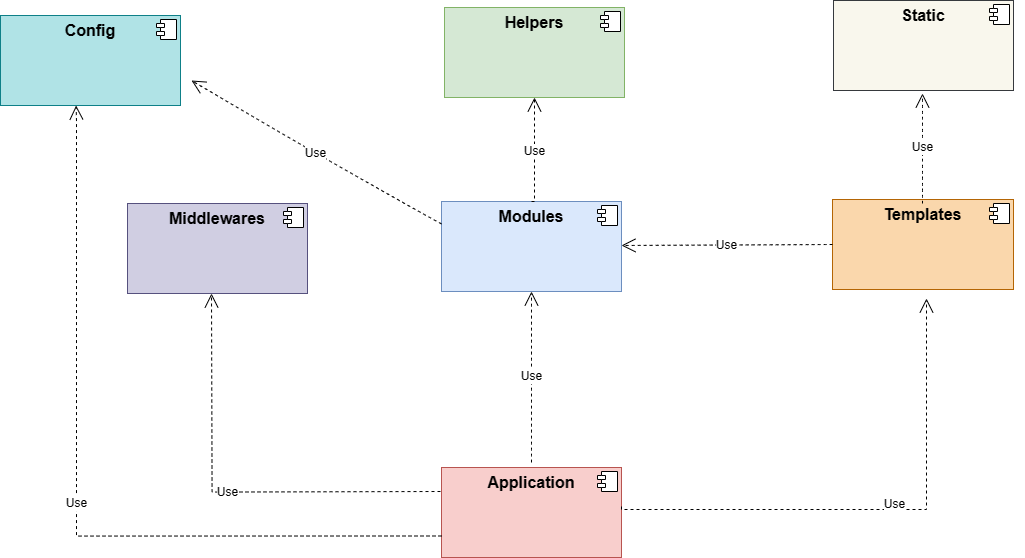 Config
Helpers
Static
Use
Use
Use
Middlewares
Modules
Templates
Use
Use
Application
Use
Use
Use